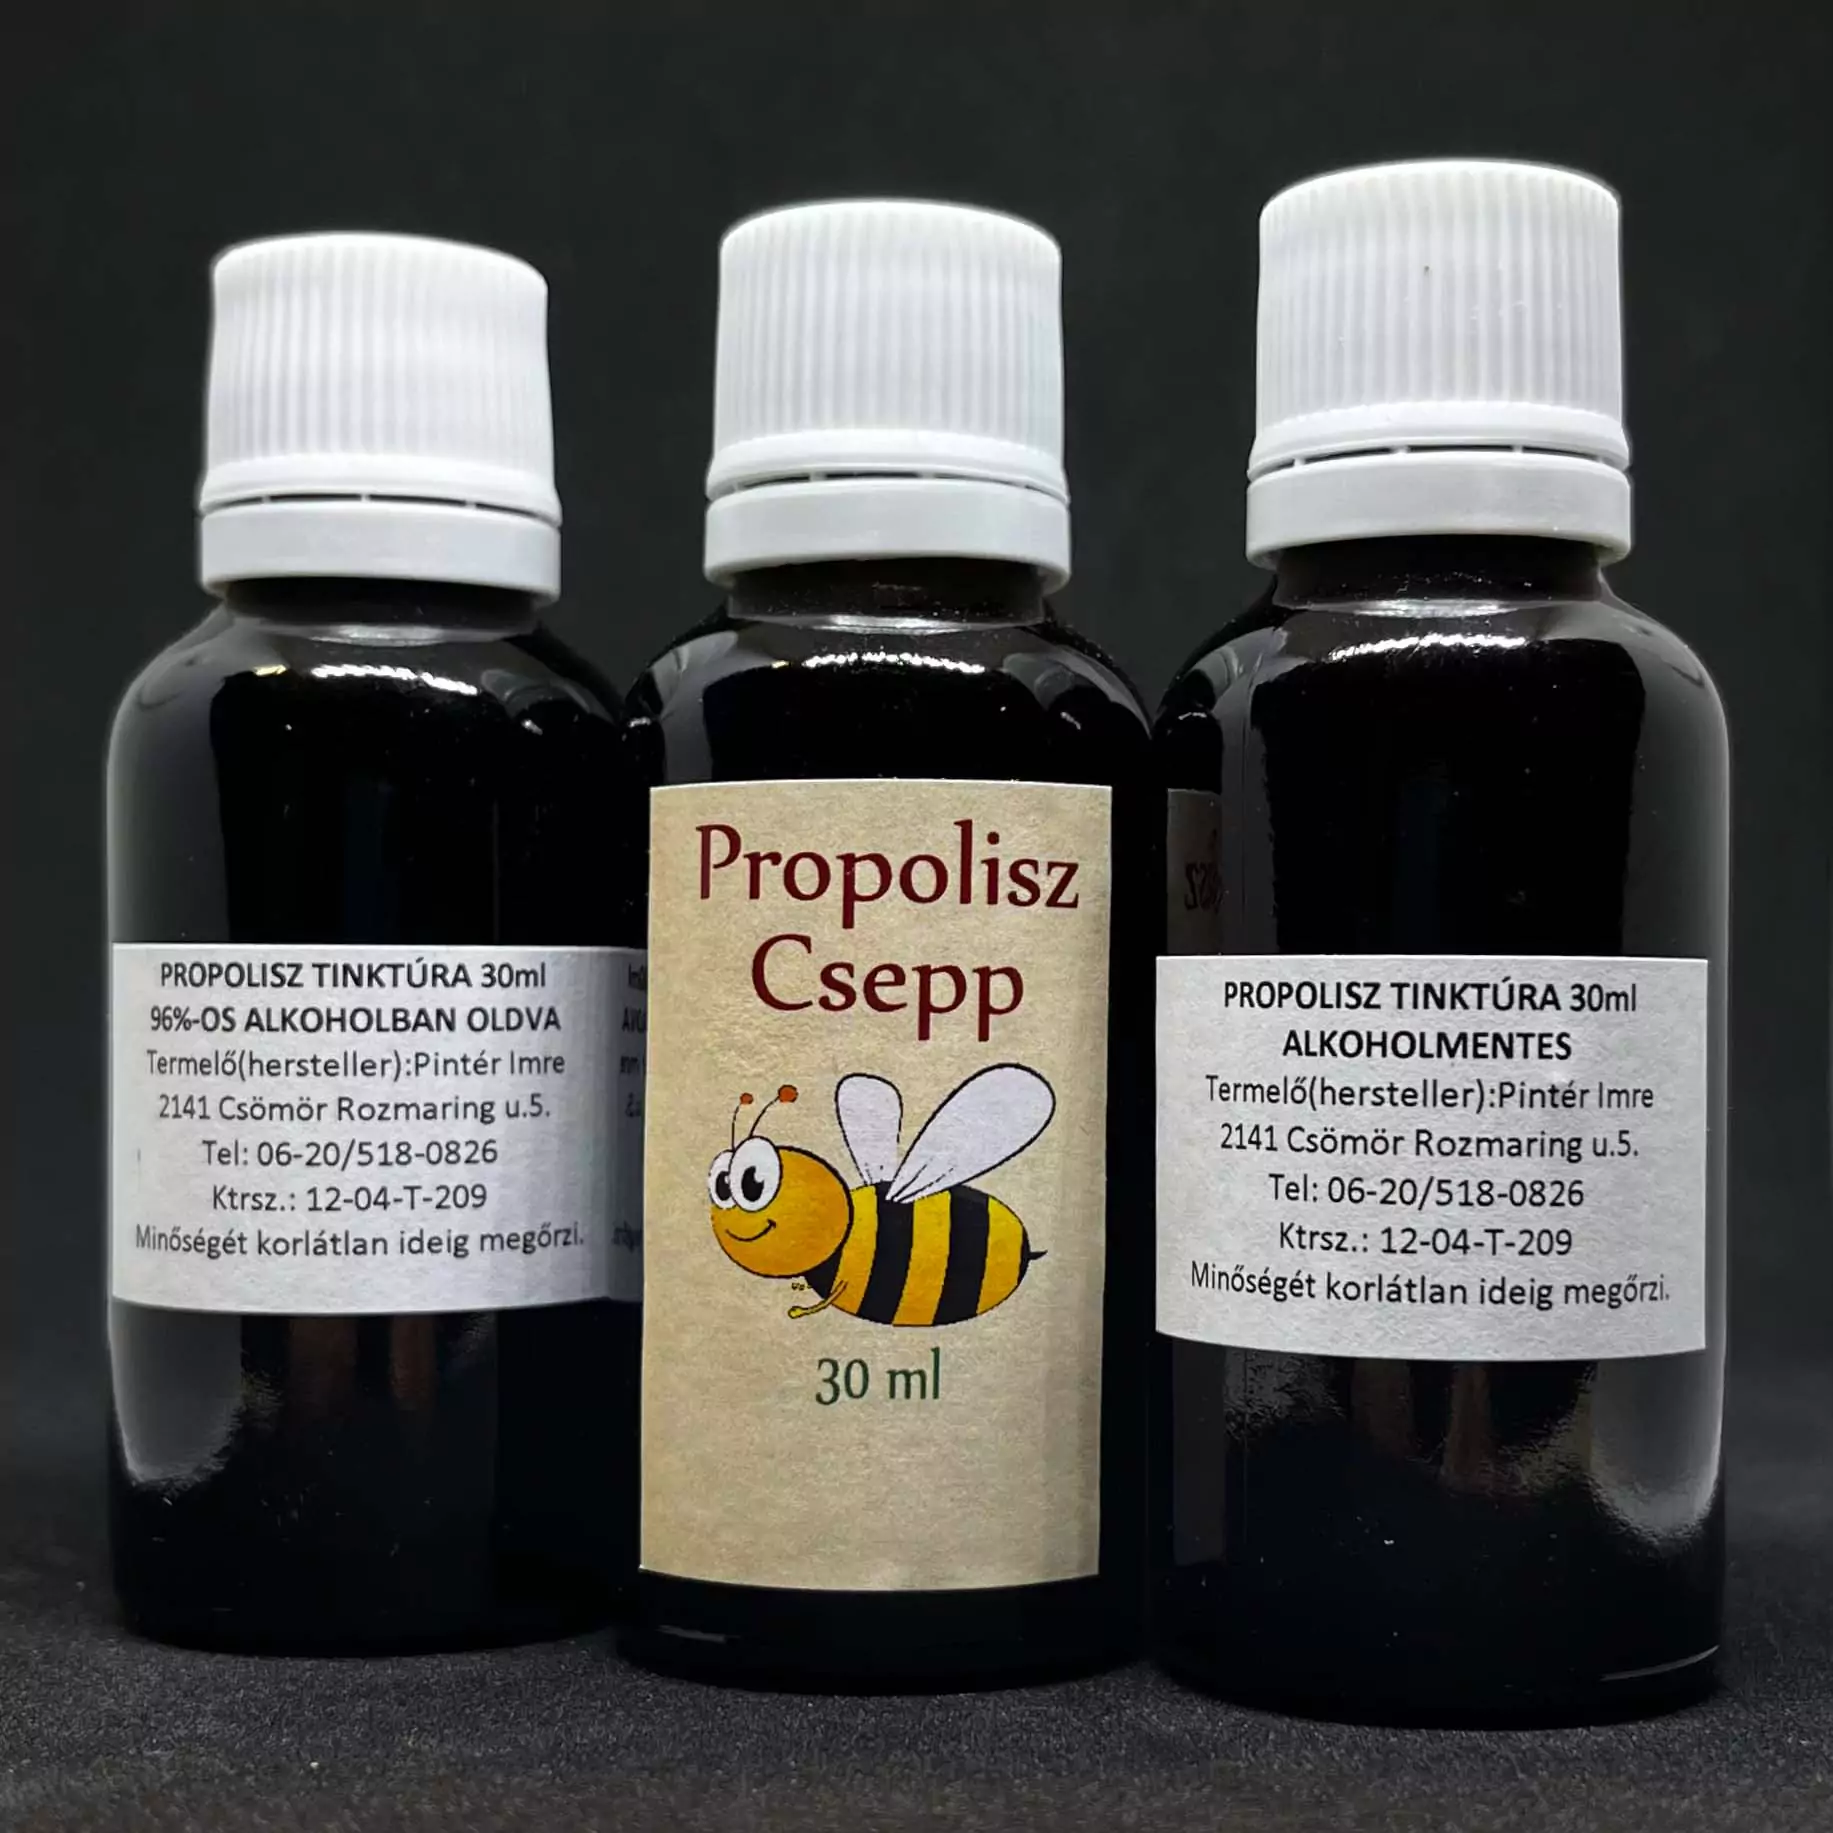 PROPOLISZ TINKTÚRA 30ml
96%-OS ALKOHOLBAN OLDVA
Termelő(hersteller):Pintér Imre
2141 Csömör Rozmaring u.5.
Tel: 06-20/518-0826
Ktrsz.: 12-04-T-209
Minőségét korlátlan ideig megőrzi.
Propolisz
Csepp
30 ml
PROPOLISZ TINKTÚRA 30ml
ALKOHOLMENTES
Termelő(hersteller):Pintér Imre
2141 Csömör Rozmaring u.5.
Tel: 06-20/518-0826
Ktrsz.: 12-04-T-209
Minőségét korlátlan ideig megőrzi.